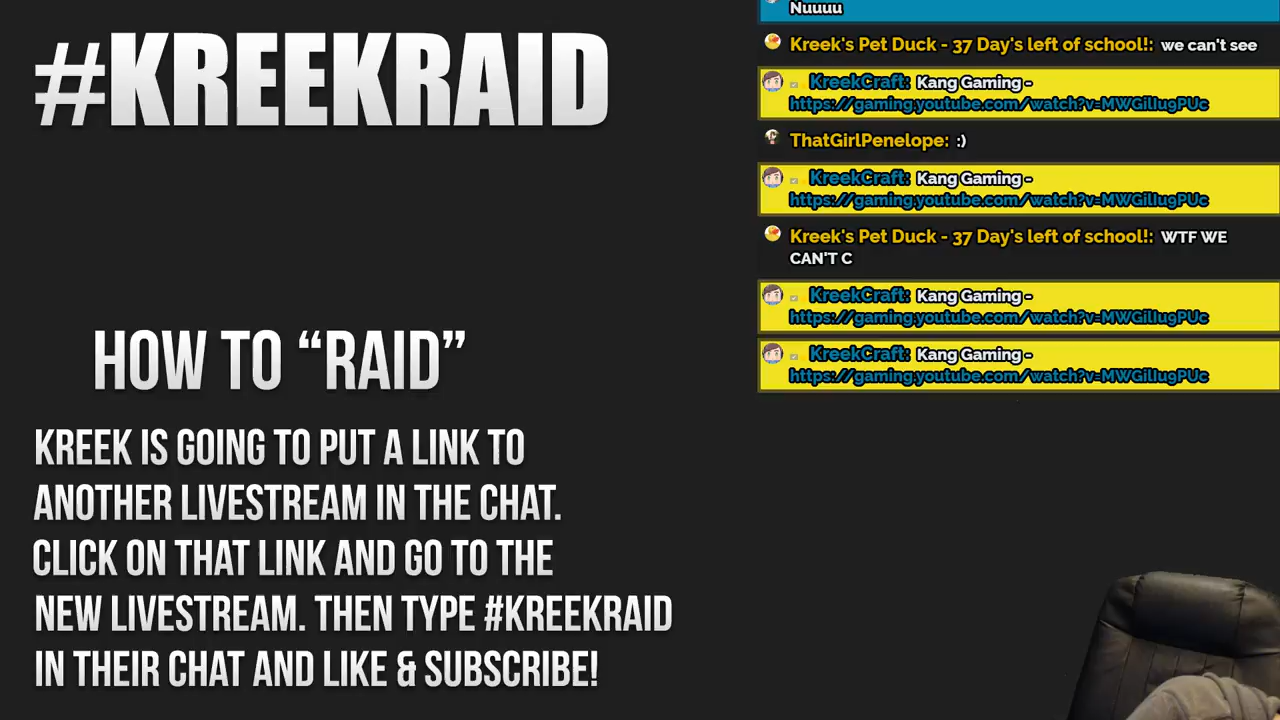 #KREEKRAID
HOW TO “RAID”
KREEK IS GOING TO PUT A LINK TO
ANOTHER LIVESTREAM IN THE CHAT.
CLICK ON THAT LINK AND GO TO THE
NEW LIVESTREAM. THEN TYPE #KREEKRAID
IN THEIR CHAT AND LIKE & SUBSCRIBE!
Nuuuu
Kreek's Pet Duck - 37 Day's left of school!: we can't see
KreekCraft: Kang Gaming -
https://gaming.youtube.com/watch?v=MWGilIu9PUc
ThatGirlPenelope: :)
KreekCraft: Kang Gaming -
https://gaming.youtube.com/watch?v=MWGilIu9PUc
Kreek's Pet Duck - 37 Day's left of school!: WTF WE
CAN'T C
KreekCraft: Kang Gaming -
https://gaming.youtube.com/watch?v=MWGilIu9PUc
KreekCraft: Kang Gaming -
https://gaming.youtube.com/watch?v=MWGilIu9PUc